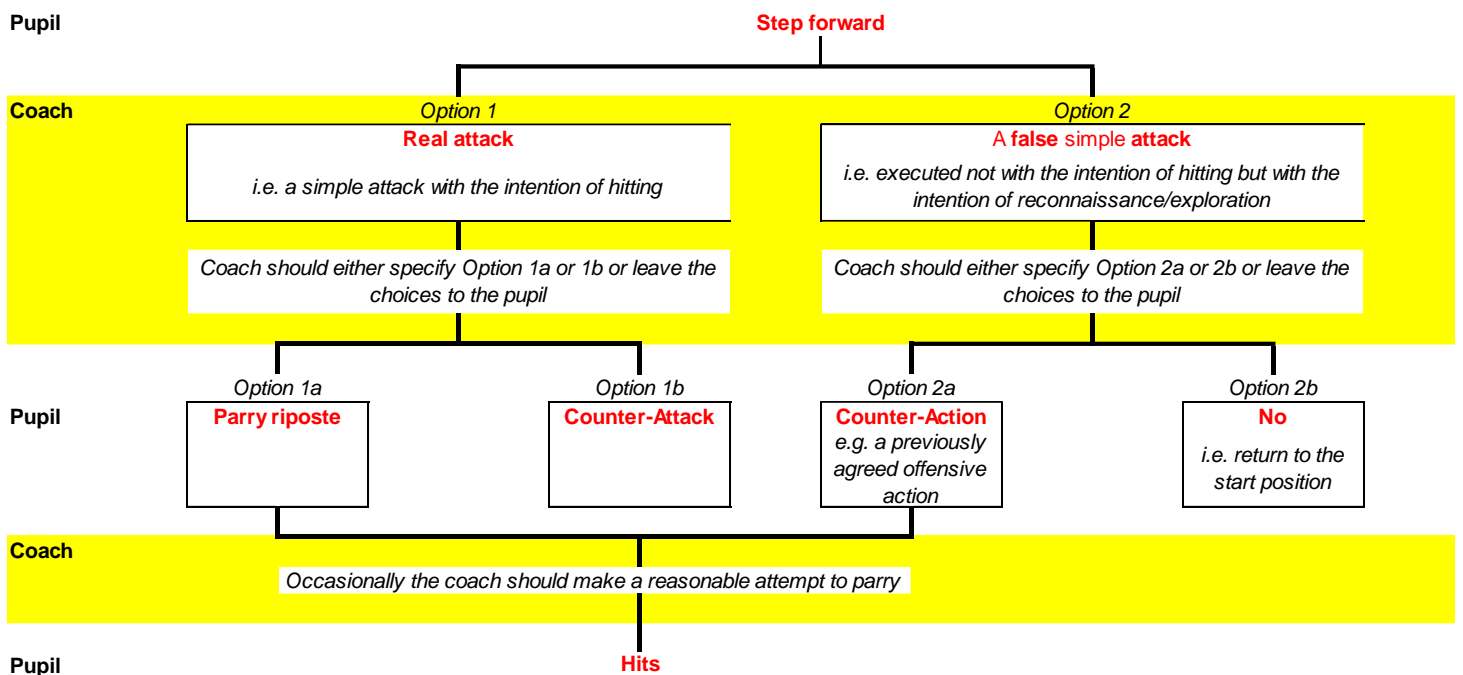 Pupil
Step forward
Coach
Option 1
Option 2
Real attack
A false simple attack
i.e. a simple attack with the intention of hitting
i.e. executed not with the intention of hitting but with the
intention of reconnaissance/exploration
Coach should either specify Option 1a or 1b or leave the
choices to the pupil
Coach should either specify Option 2a or 2b or leave the
choices to the pupil
Option 1a
Option 1b
Option 2a
Option 2b
Pupil
Parry riposte
Counter-Attack
Counter-Action
e.g. a previously
agreed offensive
action
No
i.e. return to the
start position
Coach
Occasionally the coach should make a reasonable attempt to parry
Pupil
Hits